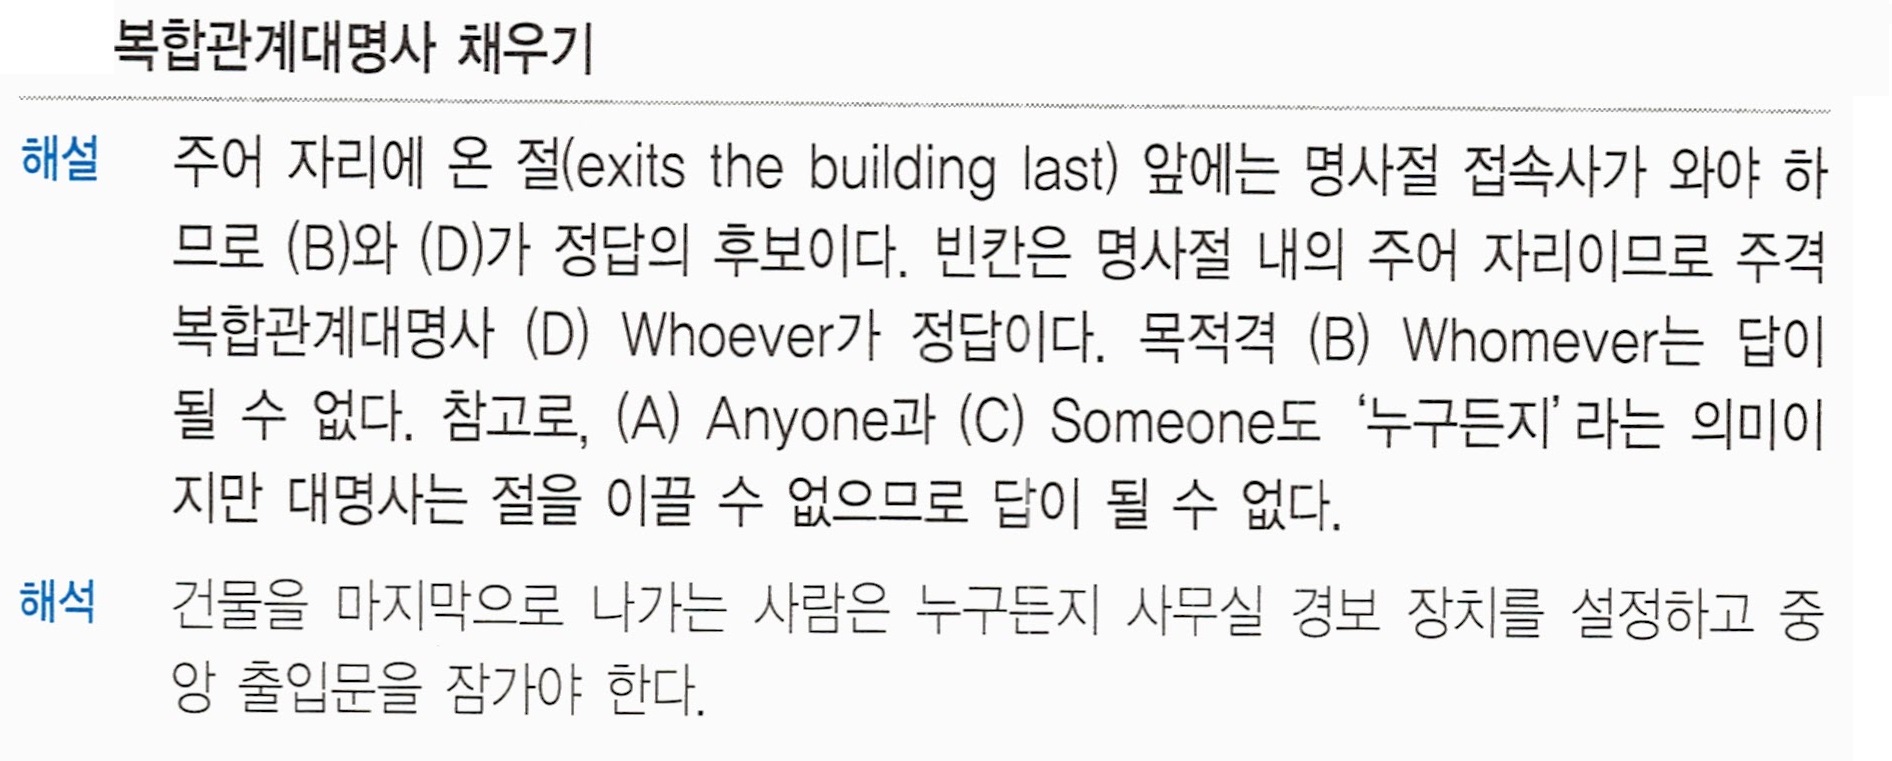 복합관계대명사 채우기
해설 주어 자리에 온 절(exits the building last) 앞에는 명사절 접속사가 와야 하
므로 (B)와 (D)가 정답의 후보이다. 빈칸은 명사절 내의 주어 자리이므로 주격
복합관계대명사 (D) Whoever가 정답이다. 목적격 (B) Whomever는 답이
될 수 없다. 참고로, (A) Anyone과 (C) Someone도 ‘누구든지’라는 의미이
지만 대명사는 절을 이끌 수 없으므로 답이 될 수 없다.
해석 건물을 마지막으로 나가는 사람은 누구든지 사무실 경보 장치를 설정하고 중
앙 출입문을 잠가야 한다.